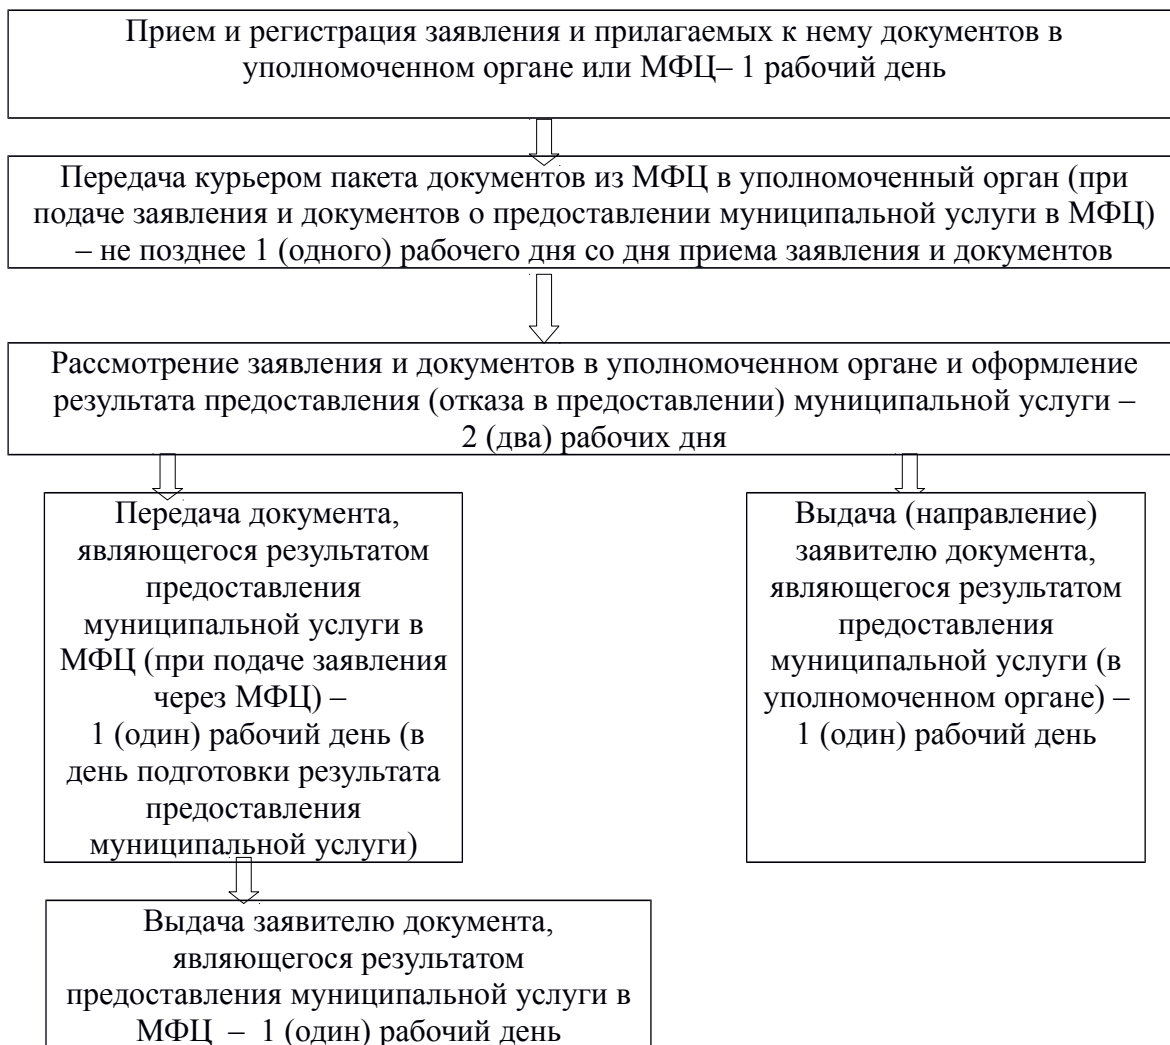 Прием и регистрация заявления и прилагаемых к нему документов в
уполномоченном органе или МФЦ– 1 рабочий день
Передача курьером пакета документов из МФЦ в уполномоченный орган (при
подаче заявления и документов о предоставлении муниципальной услуги в МФЦ)
– не позднее 1 (одного) рабочего дня со дня приема заявления и документов
Рассмотрение заявления и документов в уполномоченном органе и оформление
результата предоставления (отказа в предоставлении) муниципальной услуги –
2 (два) рабочих дня
Передача документа,
являющегося результатом
предоставления
муниципальной услуги в
МФЦ (при подаче заявления
через МФЦ) –
1 (один) рабочий день (в
день подготовки результата
предоставления
муниципальной услуги)
Выдача (направление)
заявителю документа,
являющегося результатом
предоставления
муниципальной услуги (в
уполномоченном органе) –
1 (один) рабочий день
Выдача заявителю документа,
являющегося результатом
предоставления муниципальной услуги в
МФЦ – 1 (один) рабочий день